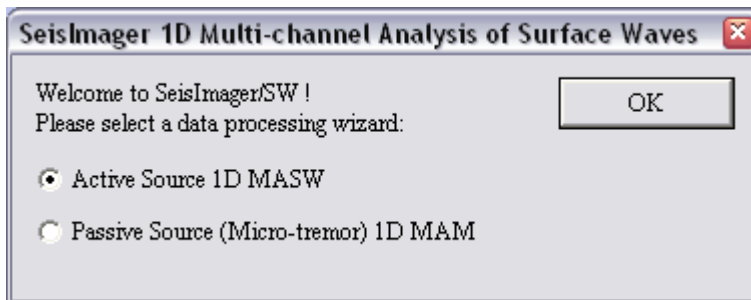 SeisImager 1D Multi-channel Analysis of Surface Waves
Welcome to SeisImager/SW !
Please select a data processing wizard:
OK
Active Source 1D MASW
Passive Source (Micro-tremor) 1D MAM